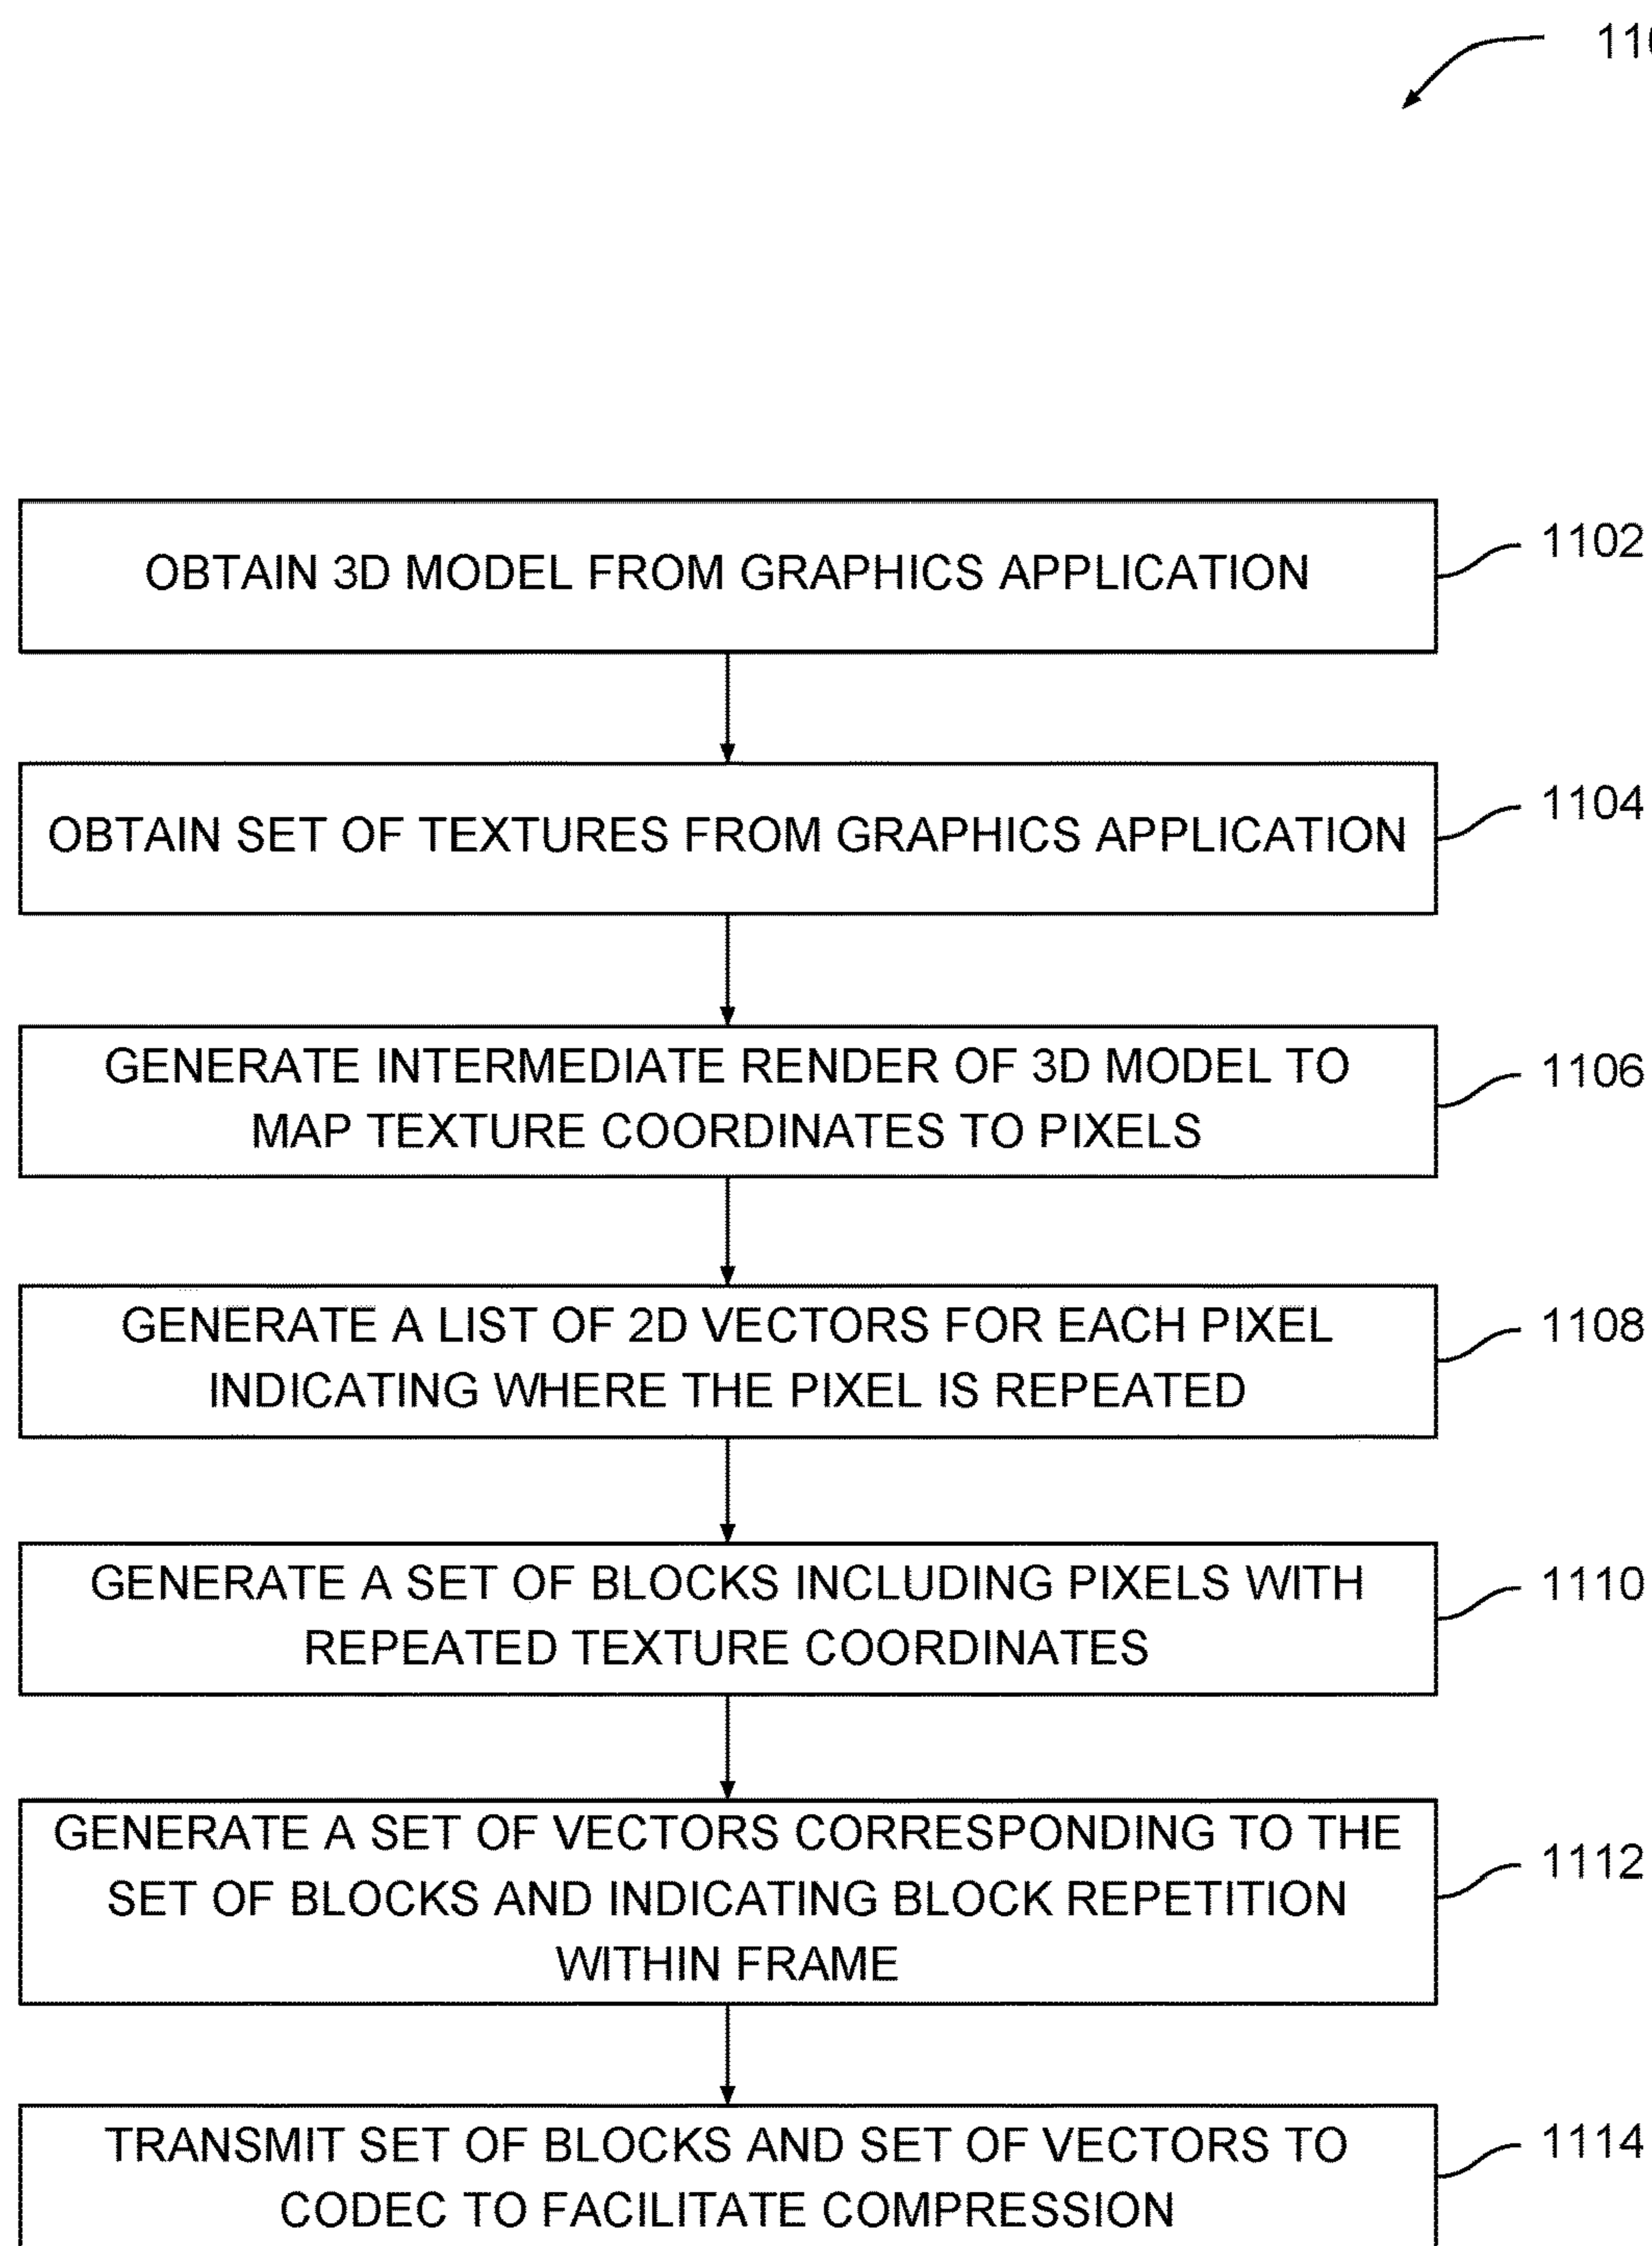 OBTAIN 3D MODEL FROM GRAPHICS APPLICATION
1102
OBTAIN SET OF TEXTURES FROM GRAPHICS APPLICATION
1104
GENERATE INTERMEDIATE RENDER OF 3D MODEL TO
MAP TEXTURE COORDINATES TO PIXELS
1106
GENERATE A LIST OF 2D VECTORS FOR EACH PIXEL
INDICATING WHERE THE PIXEL IS REPEATED
1108
GENERATE A SET OF BLOCKS INCLUDING PIXELS WITH
REPEATED TEXTURE COORDINATES
1110
GENERATE A SET OF VECTORS CORRESPONDING TO THE
SET OF BLOCKS AND INDICATING BLOCK REPETITION
WITHIN FRAME
1112
TRANSMIT SET OF BLOCKS AND SET OF VECTORS TO
CODEC TO FACILITATE COMPRESSION
1114